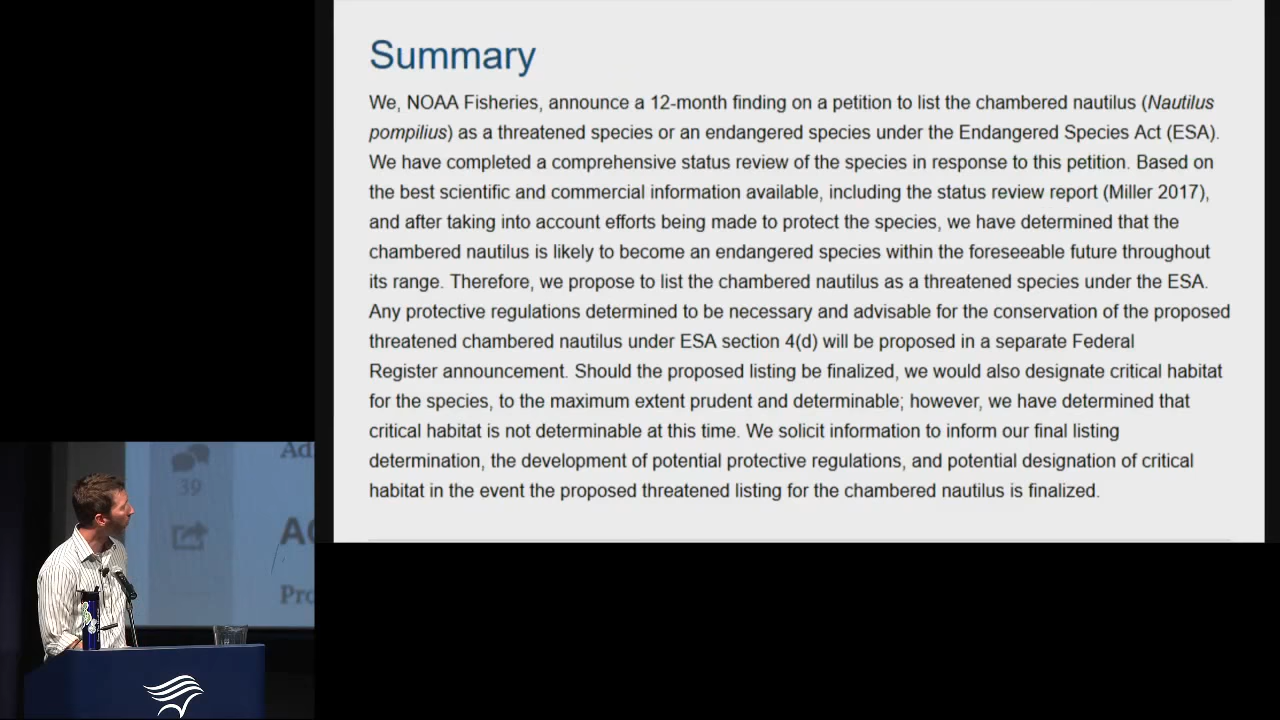 Summary
We, NOAA Fisheries, announce a 12-month finding on a petition to list the chambered nautilus (Nautilus
pompilius) as a threatened species or an endangered species under the Endangered Species Act (ESA).
We have completed a comprehensive status review of the species in response to this petition. Based on
the best scientific and commercial information available, including the status review report (Miller 2017),
and after taking into account efforts being made to protect the species, we have determined that the
chambered nautilus is likely to become an endangered species within the foreseeable future throughout
its range. Therefore, we propose to list the chambered nautilus as a threatened species under the ESA.
Any protective regulations determined to be necessary and advisable for the conservation of the proposed
threatened chambered nautilus under ESA section 4(d) will be proposed in a separate Federal
Register announcement. Should the proposed listing be finalized, we would also designate critical habitat
for the species, to the maximum extent prudent and determinable; however, we have determined that
critical habitat is not determinable at this time. We solicit information to inform our final listing
determination, the development of potential protective regulations, and potential designation of critical
habitat in the event the proposed threatened listing for the chambered nautilus is finalized.
39